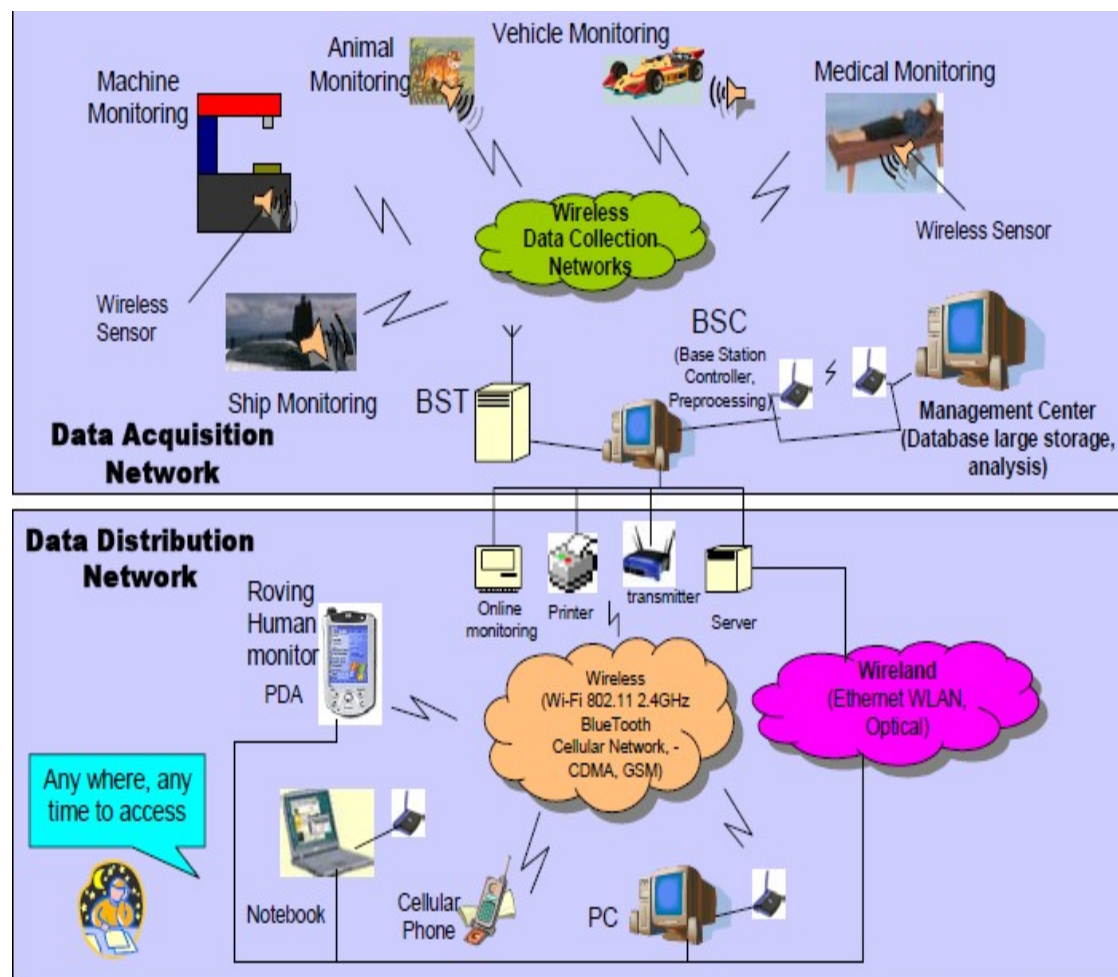 Machine
Monitoring
Animal
Monitoring
Vehicle Monitoring
Medical Monitoring
Wireless
Data Collection
Networks
Wireless Sensor
Wireless
Sensor
Ship Monitoring
BST
BSC
(Base Station
Controller,
Preprocessing)
Management Center
(Database large storage,
analysis)
Data Acquisition
Network
Data Distribution
Network
Online
monitoring
Printer
transmitter
Server
Roving
Human
monitor
PDA
Wireless
(Wi-Fi 802.11 2.4GHz
BlueTooth
Cellular Network, -
CDMA, GSM)
Wireland
(Ethernet WLAN,
Optical)
Any where, any
time to access
Notebook
Cellular
Phone
PC